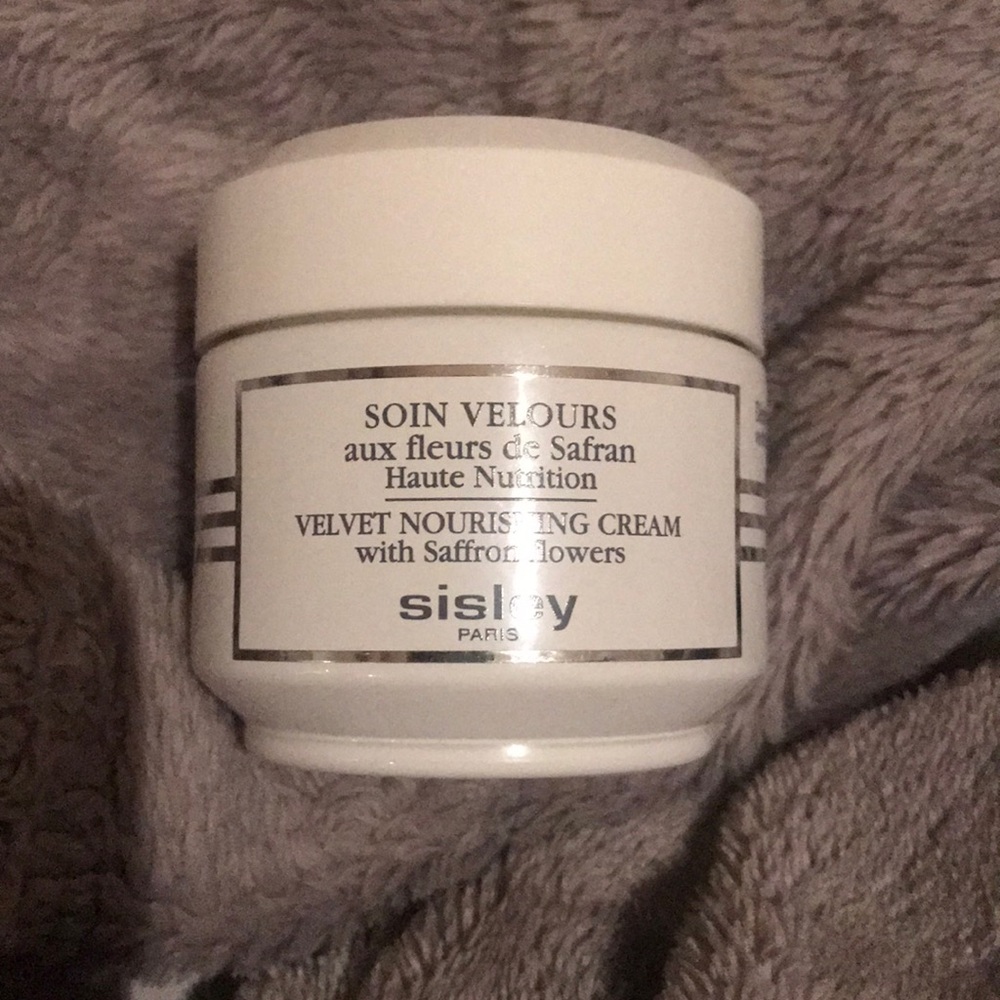 SOIN VELOURS
aux fleurs de Safran
Haute Nutrition
VELVET NOURISHING CREAM
with Saffron flowers
sisley
PARIS